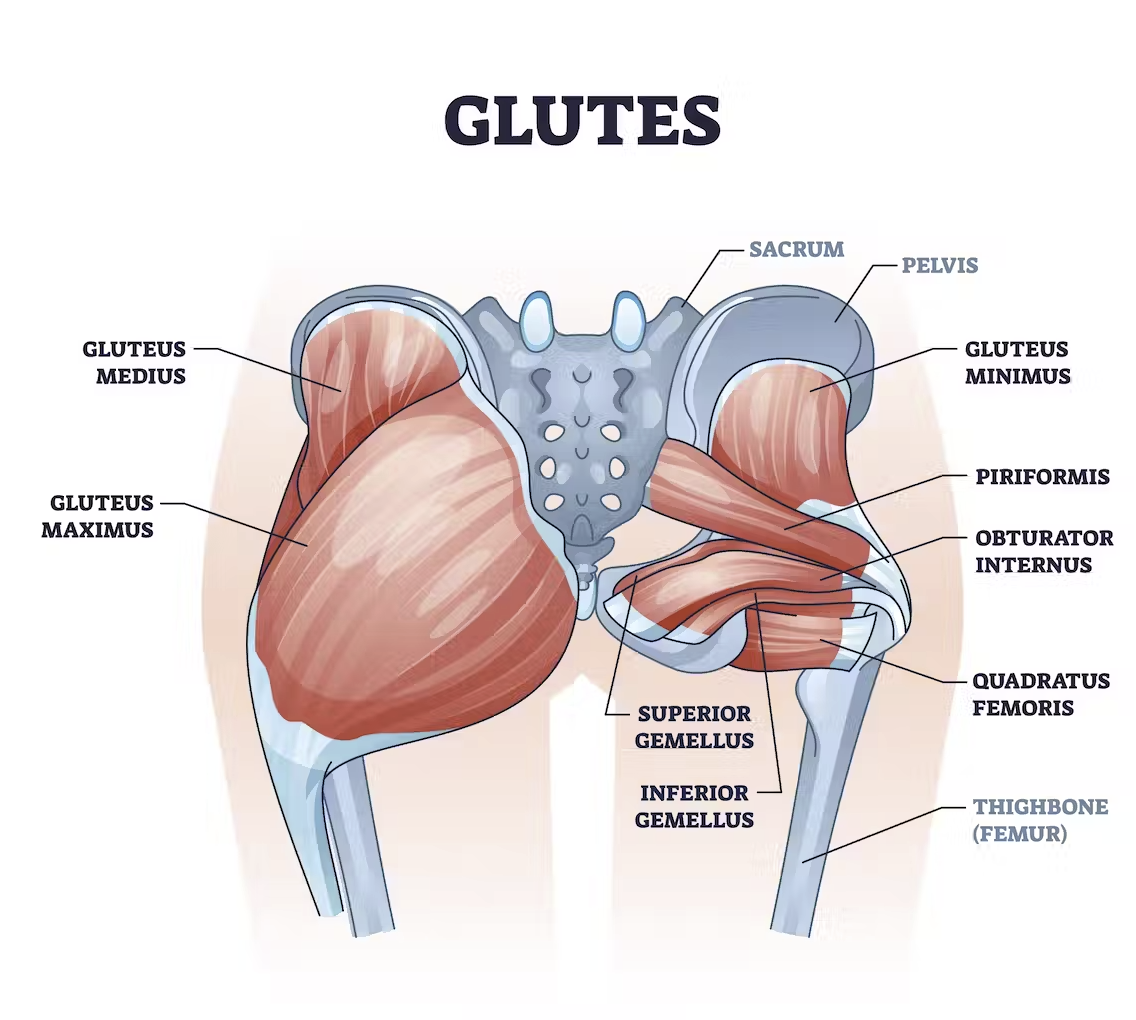 GLUTES
SACRUM
PELVIS
GLUTEUS
MEDIUS
GLUTEUS
MINIMUS
GLUTEUS
MAXIMUS
PIRIFORMIS
OBTURATOR
INTERNUS
QUADRATUS
FEMORIS
SUPERIOR
GEMELLUS
INFERIOR
GEMELLUS
THIGHBONE
(FEMUR)